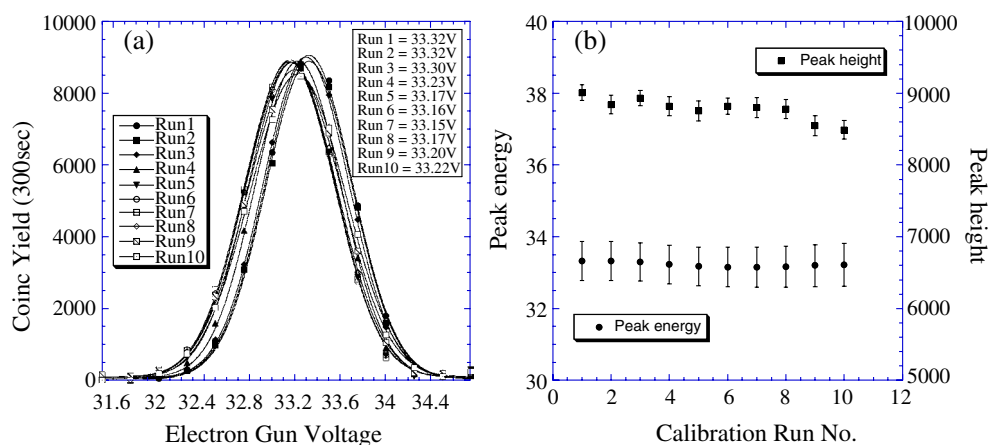 (a)
Run 1 = 33.32V
Run 2 = 33.32V
Run 3 = 33.30V
Run 4 = 33.23V
Run 5 = 33.17V
Run 6 = 33.16V
Run 7 = 33.15V
Run 8 = 33.17V
Run 9 = 33.20V
Run10 = 33.22V
Run1
Run2
Run3
Run4
Run5
Run6
Run7
Run8
Run9
Run10
Coinc Yield (300sec)
10000
8000
6000
4000
2000
0
31.6 32 32.4 32.8 33.2 33.6 34 34.4
Electron Gun Voltage
(b)
Peak height
Peak energy
Peak energy
40
38
36
34
32
30
0 2 4 6 8 10 12
Calibration Run No.
10000
9000
8000
7000
6000
5000
Peak height